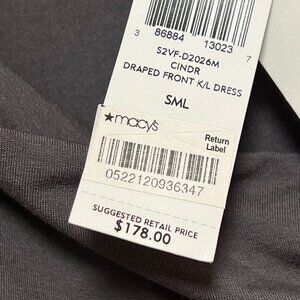 3 86884 13023 7
S2YF-D2026M
CINDR
DRAPED FRONT K/L DRESS
SML
★macy's
Return
Label
0522120936347
SUGGESTED RETAIL PRICE
$178.00